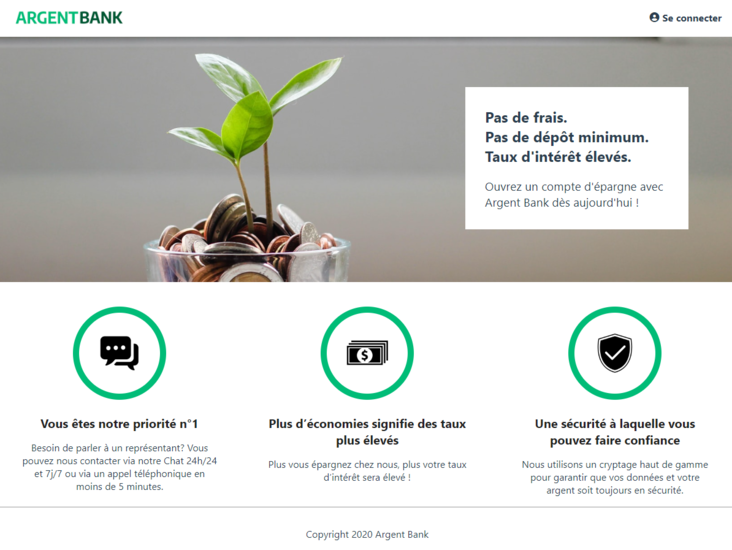 ARGENTBANK
Se connecter
Pas de frais.
Pas de dépôt minimum.
Taux d'intérêt élevés.
Ouvrez un compte d'épargne avec
Argent Bank dès aujourd'hui !
Vous êtes notre priorité n°1
Besoin de parler à un représentant? Vous
pouvez nous contacter via notre Chat 24h/24
et 7j/7 ou via un appel téléphonique en
moins de 5 minutes.
Plus d’économies signifie des taux
plus élevés
Plus vous épargnez chez nous, plus votre taux
d'intérêt sera élevé !
Une sécurité à laquelle vous
pouvez faire confiance
Nous utilisons un cryptage haut de gamme
pour garantir que vos données et votre
argent soit toujours en sécurité.
Copyright 2020 Argent Bank